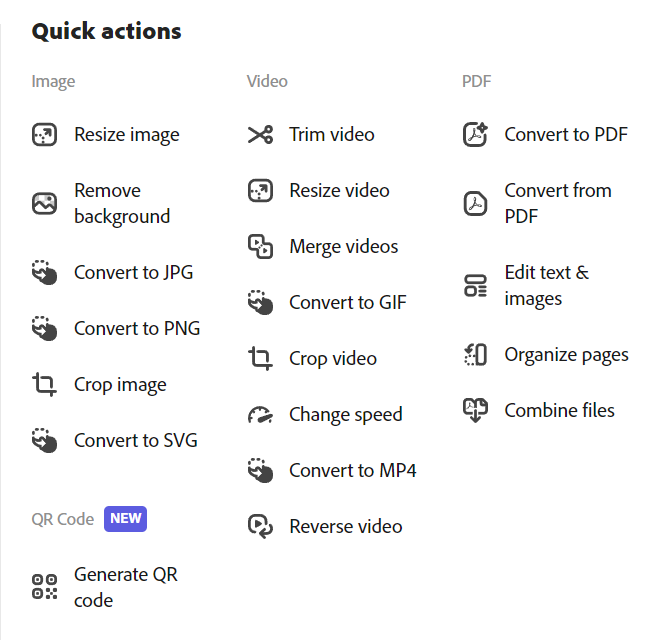 Quick actions
Image
Resize image
Remove
background
Convert to JPG
Convert to PNG
Crop image
Convert to SVG
QR Code NEW
Generate QR
code
Video
Trim video
Resize video
Merge videos
Convert to GIF
Crop video
Change speed
Convert to MP4
Reverse video
PDF
Convert to PDF
Convert from
PDF
Edit text &
images
Organize pages
Combine files